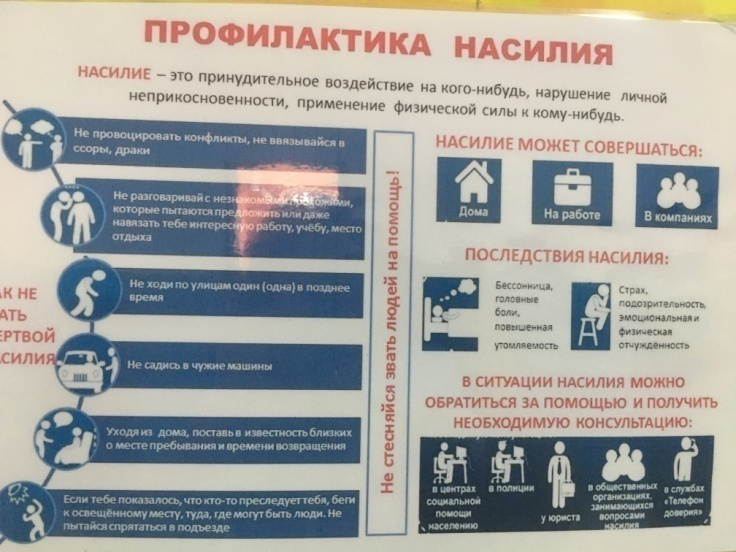 ПРОФИЛАКТИКА НАСИЛИЯ
НАСИЛИЕ – это принудительное воздействие на кого-нибудь, нарушение личной
неприкосновенности, применение физической силы к кому-нибудь.
АК НЕ
АТЬ
ЕРТВОЙ
СИЛИЯ
Не провоцировать конфликты, не ввязывайся в
ссоры, драки
Не разговаривай с незнакомыми прохожими,
которые пытаются предложить или даже
навязать тебе интересную работу, учёбу, место
отдыха
Не ходи по улицам один (одна) в позднее
время
Не садись в чужие машины
Уходя из дома, поставь в известность близких
о месте пребывания и времени возвращения
Если тебе показалось, что кто-то преследует тебя, беги
к освещённому месту, туда, где могут быть люди. Не
пытайся спрятаться в подъезде
Не стесняйся звать людей на помощь!
НАСИЛИЕ МОЖЕТ СОВЕРШАТЬСЯ:
Дома
На работе
В компаниях
ПОСЛЕДСТВИЯ НАСИЛИЯ:
Бессонница,
головные
боли,
повышенная
утомляемость
Страх,
подозрительность,
эмоциональная и
физическая
отчуждённость
В СИТУАЦИИ НАСИЛИЯ МОЖНО
ОБРАТИТЬСЯ ЗА ПОМОЩЬЮ И ПОЛУЧИТЬ
НЕОБХОДИМУЮ КОНСУЛЬТАЦИЮ:
в центрах
социальной
помощи
населению
в полиции
у юриста
в общественных
организациях,
занимающихся
вопросами
насилия
в службах
«Телефон
доверия»